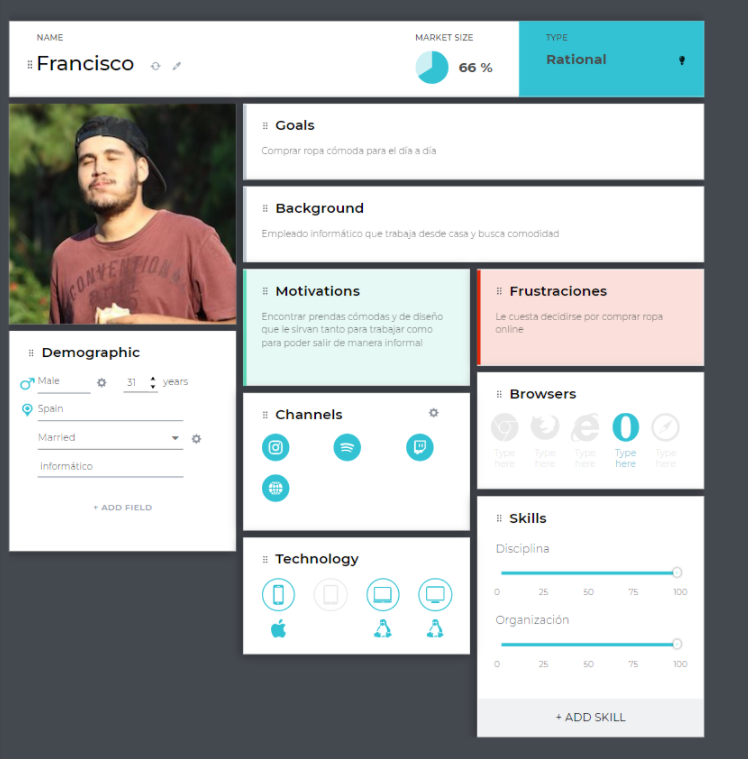 NAME
Francisco
MARKET SIZE
66 %
TYPE
Rational
CONVENTION
Goals
Comprar ropa cómoda para el día a día
Background
Empleado informático que trabaja desde casa y busca comodidad
Motivations
Encontrar prendas cómodas y de diseño
que le sirvan tanto para trabajar como
para poder salir de manera informal
Frustraciones
Le cuesta decidirse por comprar ropa
online
Demographic
Male
31 years
Spain
Married
informático
+ ADD FIELD
Channels
Browsers
Type here
Type here
Type here
Type here
Type here
Technology
Skills
Disciplina
0 25 50 75 100
Organización
0 25 50 75 100
+ ADD SKILL